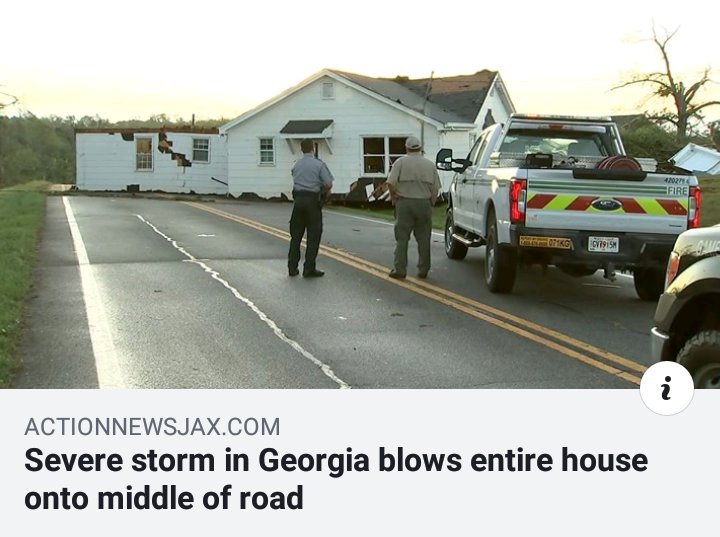 FIRE
ACTIONNEWSJAX.COM
Severe storm in Georgia blows entire house
onto middle of road